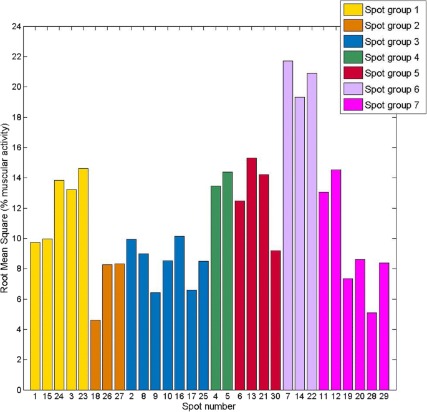 Spot group 1
Spot group 2
Spot group 3
Spot group 4
Spot group 5
Spot group 6
Spot group 7
24
22
20
18
16
14
12
10
8
6
4
2
0
Root Mean Square (% muscular activity)
1 15 24 3 23 18 26 27 2 8 9 10 16 17 25 4 5 6 13 21 30 7 14 22 11 12 19 20 28 29
Spot number